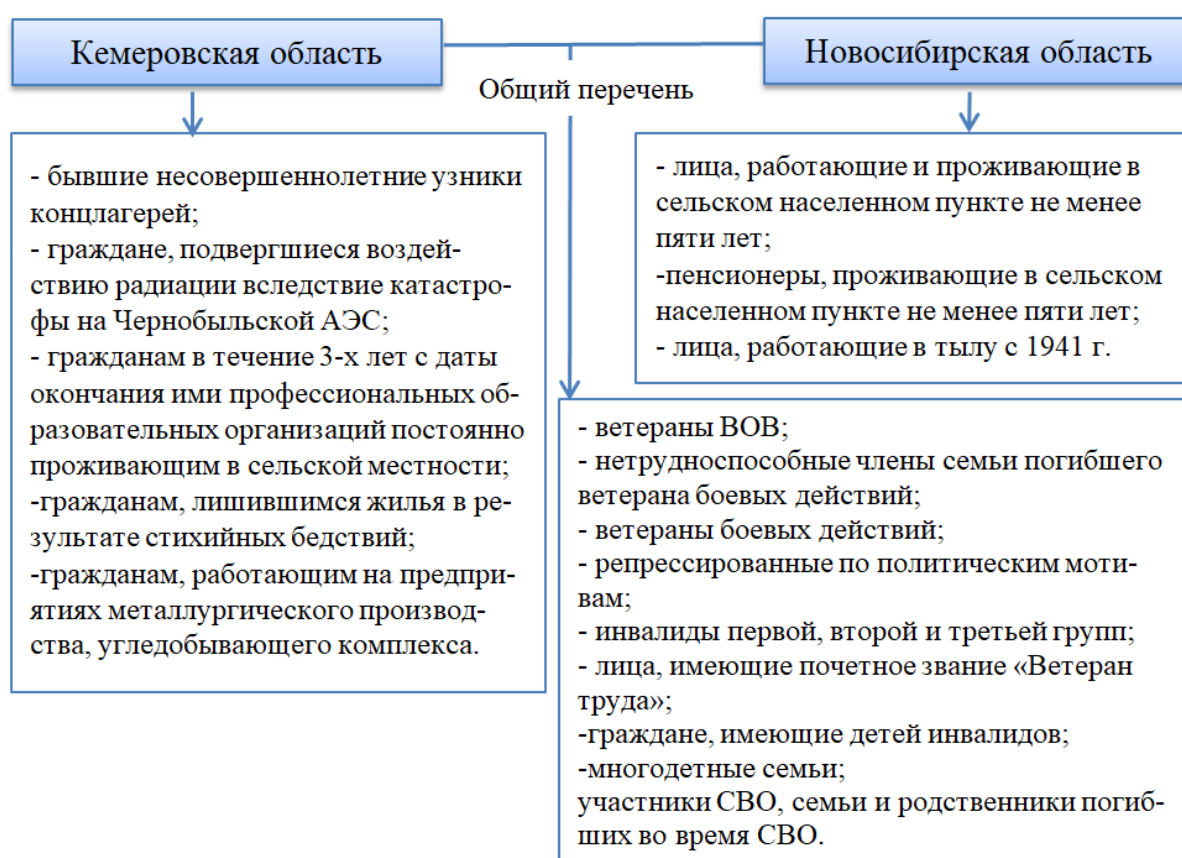 Кемеровская область
Новосибирская область
Общий перечень
- бывшие несовершеннолетние узники
концлагерей;
- граждане, подвергшиеся воздей-
ствию радиации вследствие катастро-
фы на Чернобыльской АЭС;
- гражданам в течение 3-х лет с даты
окончания ими профессиональных об-
разовательных организаций постоянно
проживающим в сельской местности;
-гражданам, лишившимся жилья в ре-
зультате стихийных бедствий;
-гражданам, работающим на предпри-
ятиях металлургического производ-
ства, угледобывающего комплекса.
- лица, работающие и проживающие в
сельском населенном пункте не менее
пяти лет;
-пенсионеры, проживающие в сельском
населенном пункте не менее пяти лет;
- лица, работающие в тылу с 1941 г.
- ветераны ВОВ;
- нетрудноспособные члены семьи погибшего
ветерана боевых действий;
- ветераны боевых действий;
- репрессированные по политическим моти-
вам;
- инвалиды первой, второй и третьей групп;
- лица, имеющие почетное звание «Ветеран
труда»;
-граждане, имеющие детей инвалидов;
-многодетные семьи;
участники СВО, семьи и родственники погиб-
ших во время СВО.